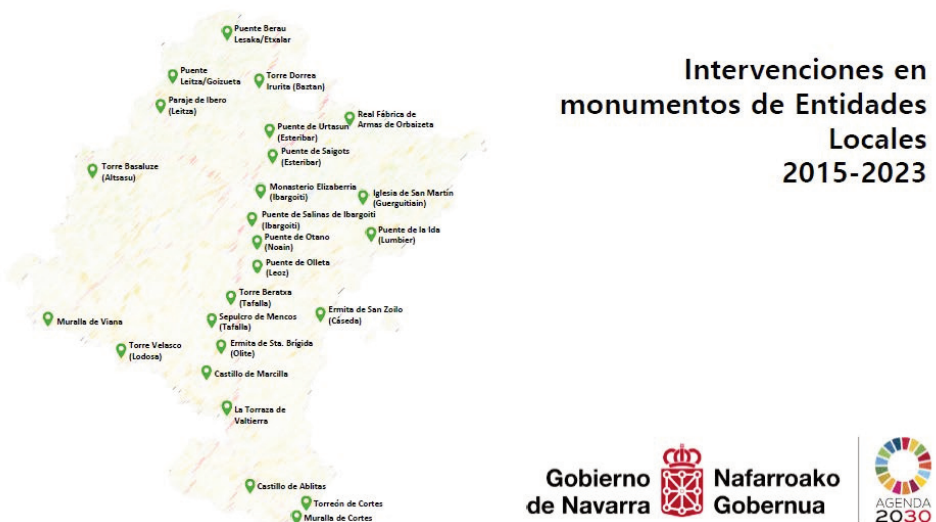 Puente Berau
Lesaka/Etxalar
Puente
Leitza/Goizueta
Torre Dorrea
Irurita (Baztan)
Paraje de Ibero
(Leitza)
Real Fábrica de
Armas de Orbaizeta
Puente de Urtasun
(Esteribar)
Puente de Saigots
(Esteribar)
Torre Basaluze
(Altsasu)
Monasterio Elizaberria
(Ibargoiti)
Iglesia de San Martín
(Guerguitiain)
Puente de Salinas de Ibargoiti
(Ibargoiti)
Puente de la Ida
(Lumbier)
Puente de Otano
(Noain)
Puente de Olleta
(Leoz)
Torre Beratxa
(Tafalla)
Ermita de San Zoilo
(Cáseda)
Muralla de Viana
Sepulcro de Mencos
(Tafalla)
Torre Velasco
(Lodosa)
Ermita de Sta. Brígida
(Olite)
Castillo de Marcilla
La Torraza de
Valtierra
Castillo de Ablitas
Torreón de Cortes
Muralla de Cortes
Intervenciones en
monumentos de Entidades
Locales
2015-2023
Gobierno
de Navarra
Nafarroako
Gobernua
AGENDA
2030